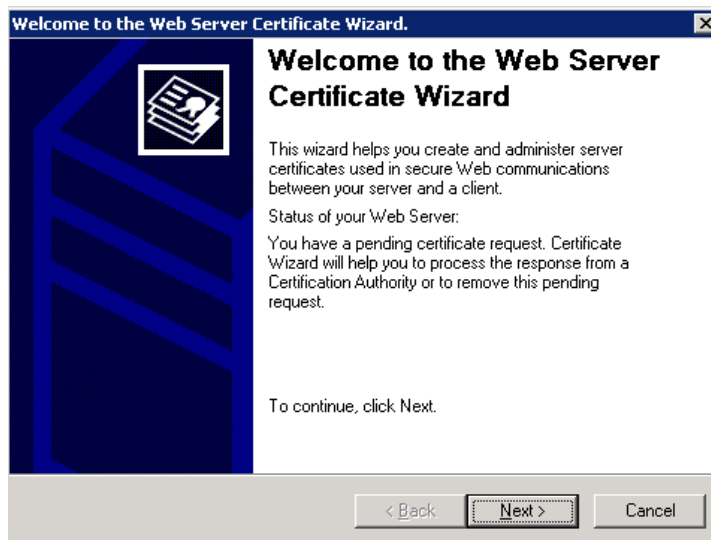 Welcome to the Web Server Certificate Wizard.
Welcome to the Web Server
Certificate Wizard
This wizard helps you create and administer server
certificates used in secure Web communications
between your server and a client.
Status of your Web Server:
You have a pending certificate request. Certificate
Wizard will help you to process the response from a
Certification Authority or to remove this pending
request.
To continue, click Next.
< Back Next > Cancel